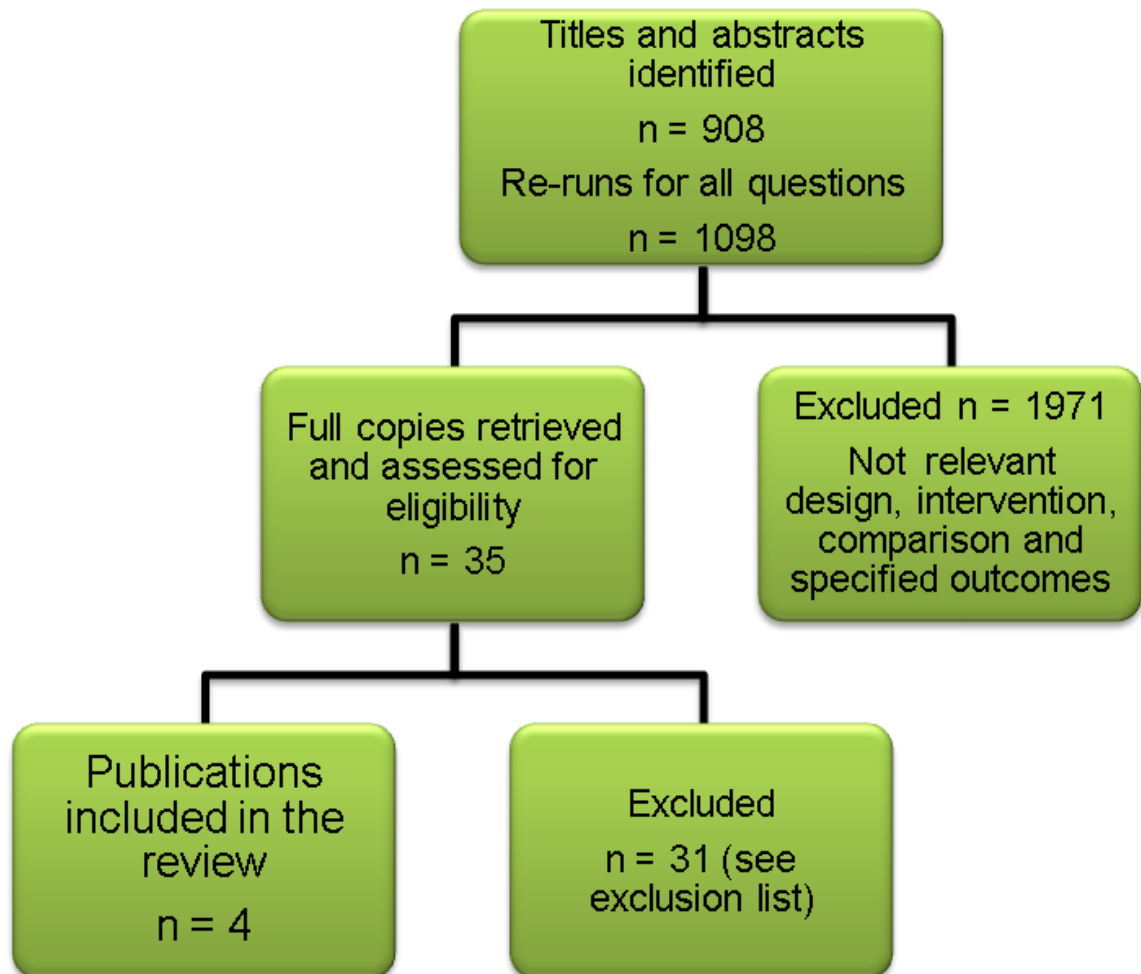 Titles and abstracts
identified
n = 908
Re-runs for all questions
n = 1098
Full copies retrieved
and assessed for
eligibility
n = 35
Excluded n = 1971
Not relevant
design, intervention,
comparison and
specified outcomes
Publications
included in the
review
n = 4
Excluded
n = 31 (see
exclusion list)